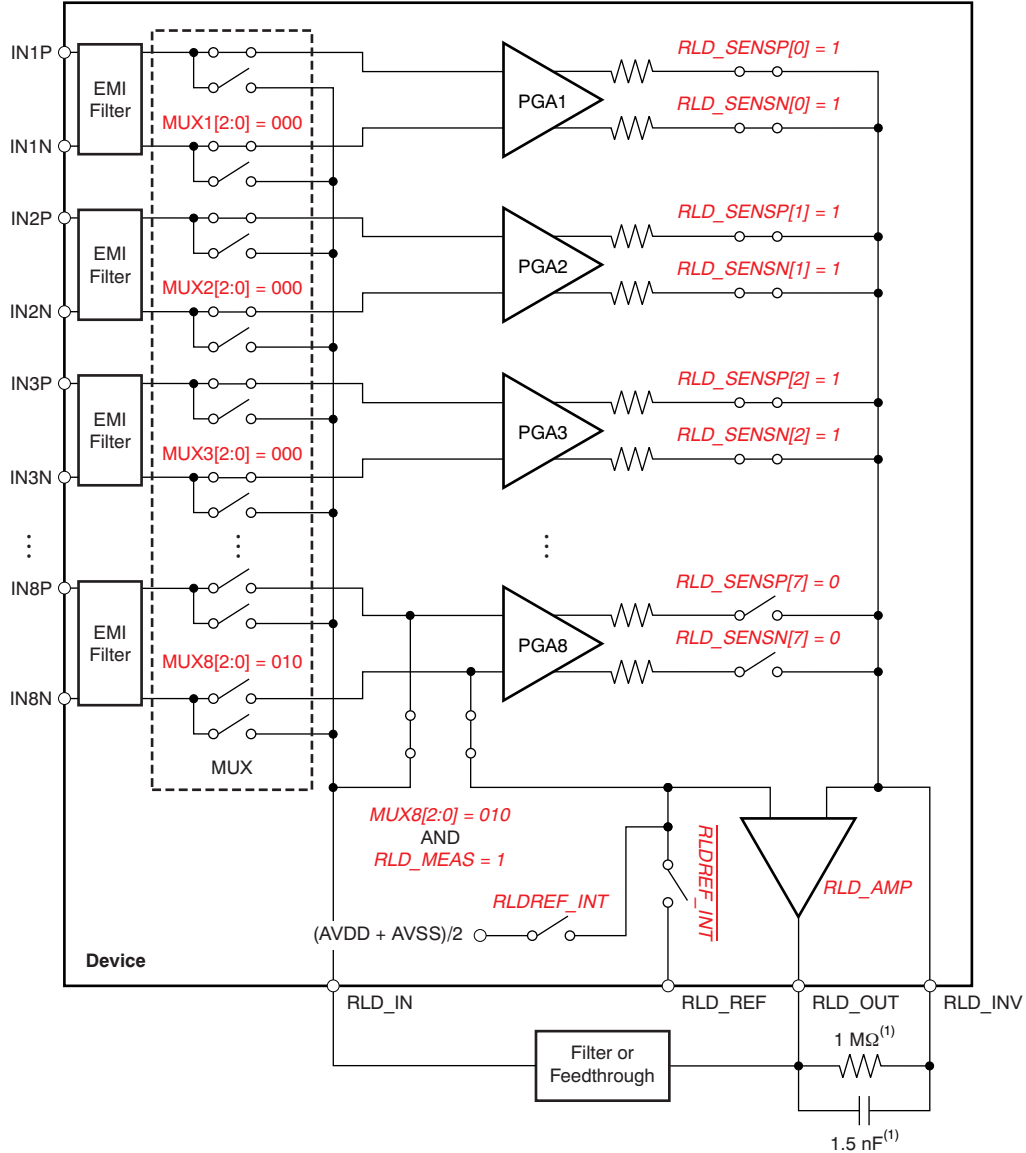 IN1P
EMI
Filter
IN1N
MUX1[2:0] = 000
PGA1
RLD_SENSP[0] = 1
RLD_SENSN[0] = 1
IN2P
EMI
Filter
IN2N
MUX2[2:0] = 000
PGA2
RLD_SENSP[1] = 1
RLD_SENSN[1] = 1
IN3P
EMI
Filter
IN3N
MUX3[2:0] = 000
PGA3
RLD_SENSP[2] = 1
RLD_SENSN[2] = 1
IN8P
EMI
Filter
IN8N
MUX8[2:0] = 010
PGA8
RLD_SENSP[7] = 0
RLD_SENSN[7] = 0
MUX
MUX8[2:0] = 010
AND
RLD_MEAS = 1
RLDREF_INT
RLDREF_INT
(AVDD + AVSS)/2
RLD_AMP
Device
RLD_IN
RLD_REF
RLD_OUT
RLD_INV
Filter or
Feedthrough
1 MΩ(1)
1.5 nF(1)